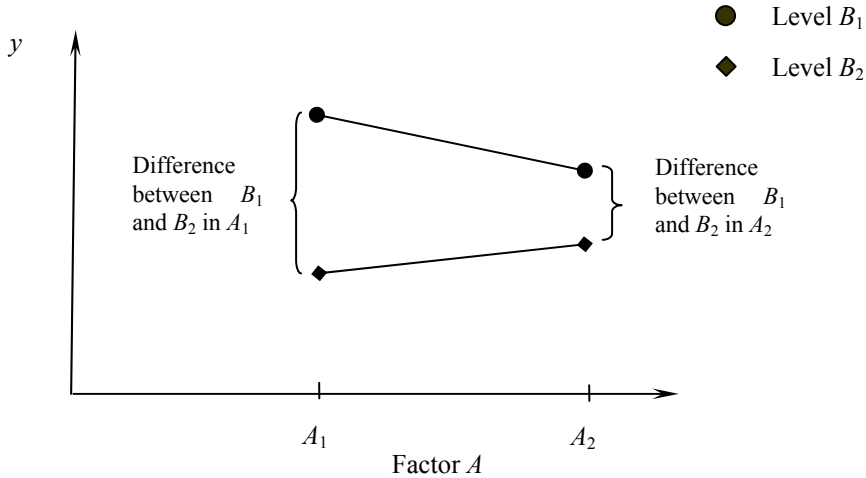 Level B₁
y
Level B₂
Difference
between B₁
and B₂ in A₁
Difference
between B₁
and B₂ in A₂
A₁
A₂
Factor A